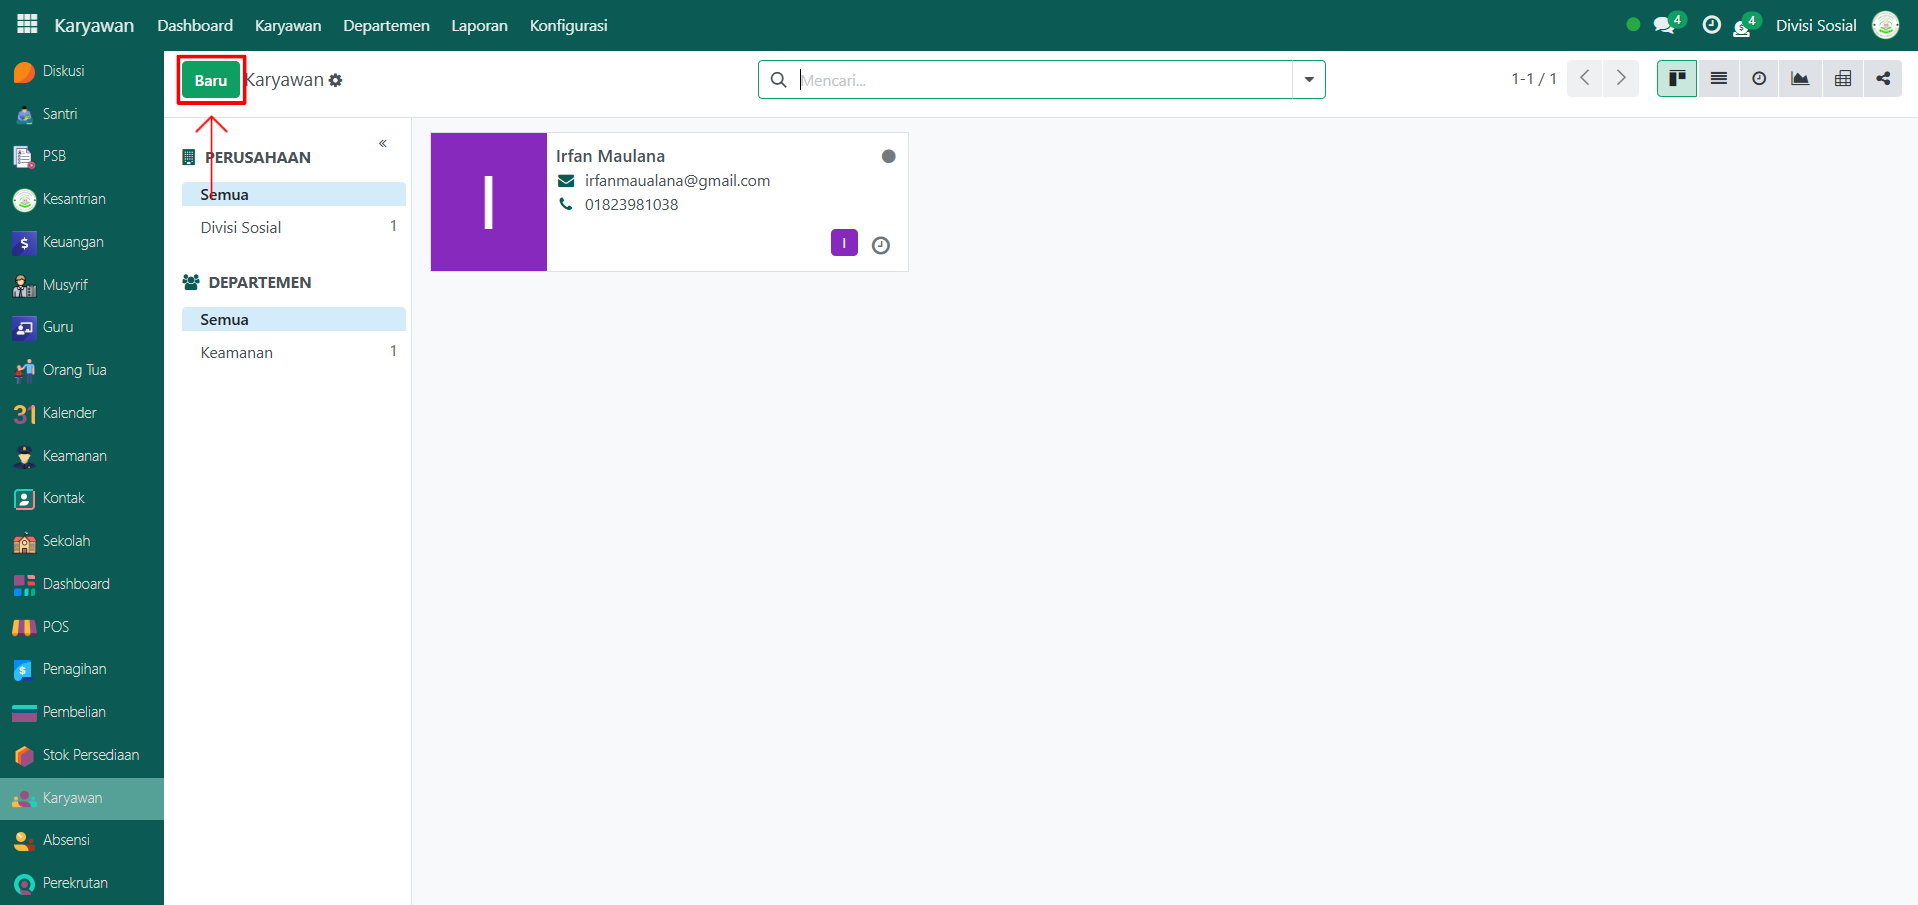 Karyawan Dashboard Karyawan Departemen Laporan Konfigurasi 4 4 Divisi Sosial
Baru Karyawan Mencari... 1-1 / 1
Diskusi
Santri
PSB
Kesantrian
Keuangan
Musyrif
Guru
Orang Tua
31 Kalender
Keamanan
Kontak
Sekolah
Dashboard
POS
Penagihan
Pembelian
Stok Persediaan
Karyawan
Absensi
Perekrutan
«
PERUSAHAAN
Semua
Divisi Sosial 1
DEPARTEMEN
Semua
Keamanan 1
I
Irfan Maulana
irfanmaualana@gmail.com
01823981038
I